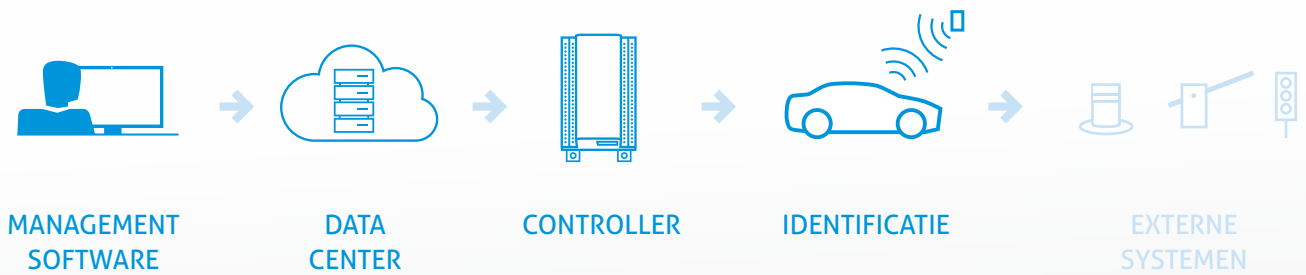 MANAGEMENT
SOFTWARE
DATA
CENTER
CONTROLLER
IDENTIFICATIE
EXTERNE
SYSTEMEN